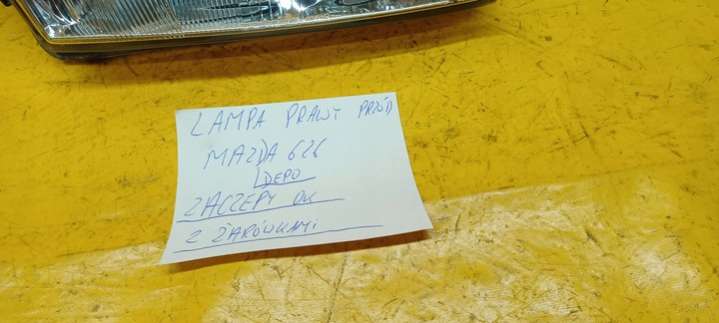 LAMPA PRAWY PRZÓD
MAZDA 626
DEPO
ZACZEPY OK
Z ŻARÓWKAMI